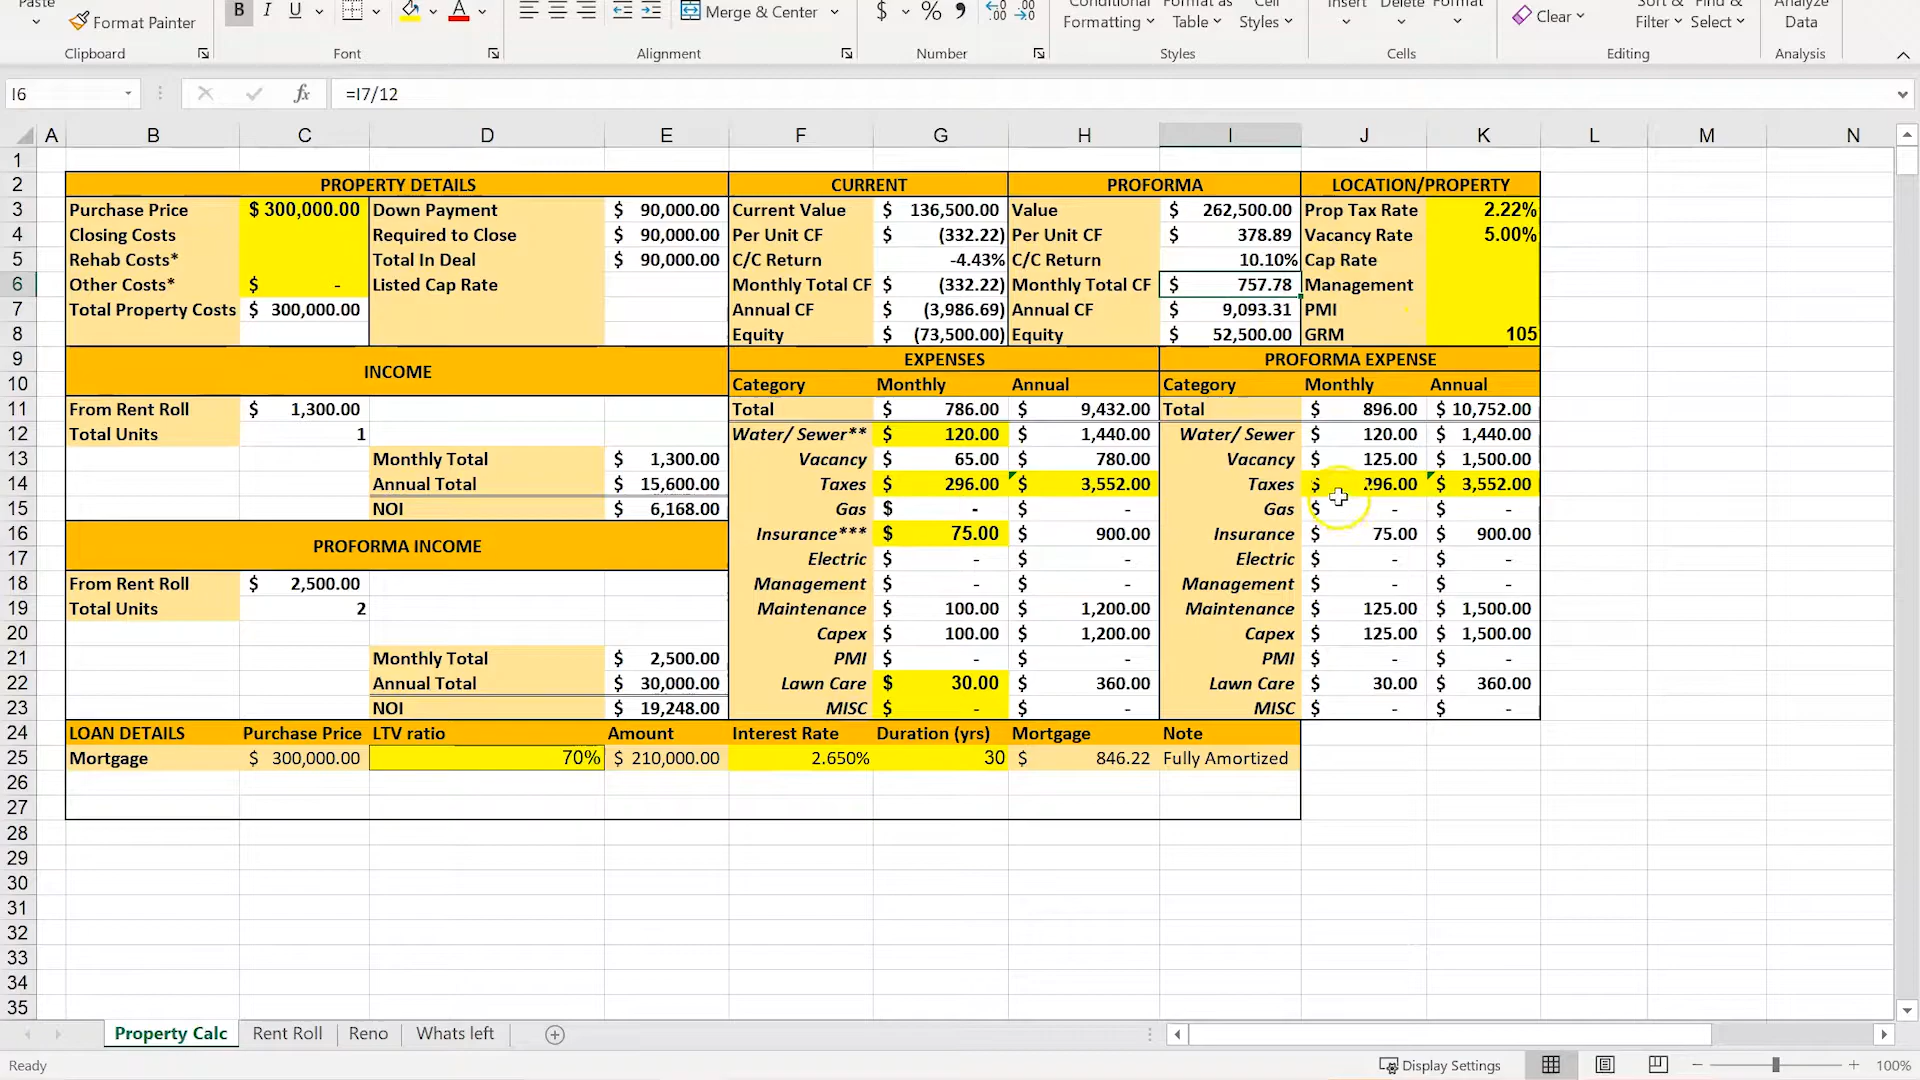 Paste
Format Painter
B I U A
Merge & Center
$ % 9
Conditional Format as Cell
Formatting Table Styles
Insert Delete Format
Clear
Sort & Find &
Filter Select
Analyze
Data
Clipboard Font Alignment Number Styles Cells Editing Analysis
I6 fx =I7/12
A B C D E F G H I J K L M N
1
2 PROPERTY DETAILS CURRENT PROFORMA LOCATION/PROPERTY
3 Purchase Price $ 300,000.00 Down Payment $ 90,000.00 Current Value $ 136,500.00 Value $ 262,500.00 Prop Tax Rate 2.22%
4 Closing Costs Required to Close $ 90,000.00 Per Unit CF $ (332.22) Per Unit CF $ 378.89 Vacancy Rate 5.00%
5 Rehab Costs* Total In Deal $ 90,000.00 C/C Return -4.43% C/C Return 10.10% Cap Rate
6 Other Costs* $ - Listed Cap Rate Monthly Total CF $ (332.22) Monthly Total CF $ 757.78 Management
7 Total Property Costs $ 300,000.00 Annual CF $ (3,986.69) Annual CF $ 9,093.31 PMI
8 Equity $ (73,500.00) Equity $ 52,500.00 GRM 105
9 INCOME EXPENSES PROFORMA EXPENSE
10 Category Monthly Annual Category Monthly Annual
11 From Rent Roll $ 1,300.00 Total $ 786.00 $ 9,432.00 Total $ 896.00 $ 10,752.00
12 Total Units 1 Water/ Sewer** $ 120.00 $ 1,440.00 Water/ Sewer $ 120.00 $ 1,440.00
13 Monthly Total $ 1,300.00 Vacancy $ 65.00 $ 780.00 Vacancy $ 125.00 $ 1,500.00
14 Annual Total $ 15,600.00 Taxes $ 296.00 $ 3,552.00 Taxes $ 296.00 $ 3,552.00
15 NOI $ 6,168.00 Gas $ - $ - Gas $ - $ -
16 PROFORMA INCOME Insurance*** $ 75.00 $ 900.00 Insurance $ 75.00 $ 900.00
17 Electric $ - $ - Electric $ - $ -
18 From Rent Roll $ 2,500.00 Management $ - $ - Management $ - $ -
19 Total Units 2 Maintenance $ 100.00 $ 1,200.00 Maintenance $ 125.00 $ 1,500.00
20 Capex $ 100.00 $ 1,200.00 Capex $ 125.00 $ 1,500.00
21 Monthly Total $ 2,500.00 PMI $ - $ - PMI $ - $ -
22 Annual Total $ 30,000.00 Lawn Care $ 30.00 $ 360.00 Lawn Care $ 30.00 $ 360.00
23 NOI $ 19,248.00 MISC $ - $ - MISC $ - $ -
24 LOAN DETAILS Purchase Price LTV ratio Amount Interest Rate Duration (yrs) Mortgage Note
25 Mortgage $ 300,000.00 70% $ 210,000.00 2.650% 30 $ 846.22 Fully Amortized
26
27
28
29
30
31
32
33
34
35
Property Calc Rent Roll Reno Whats left
Ready Display Settings 100%